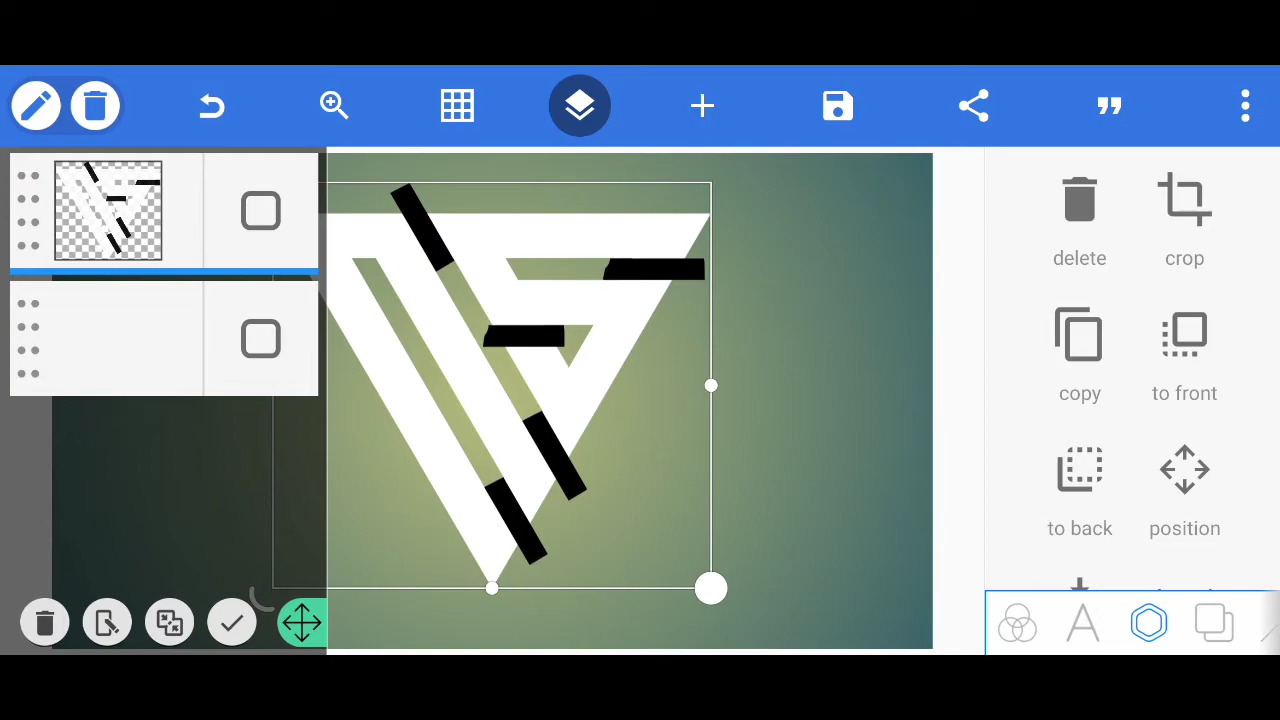 delete
crop
copy
to front
to back
position
A